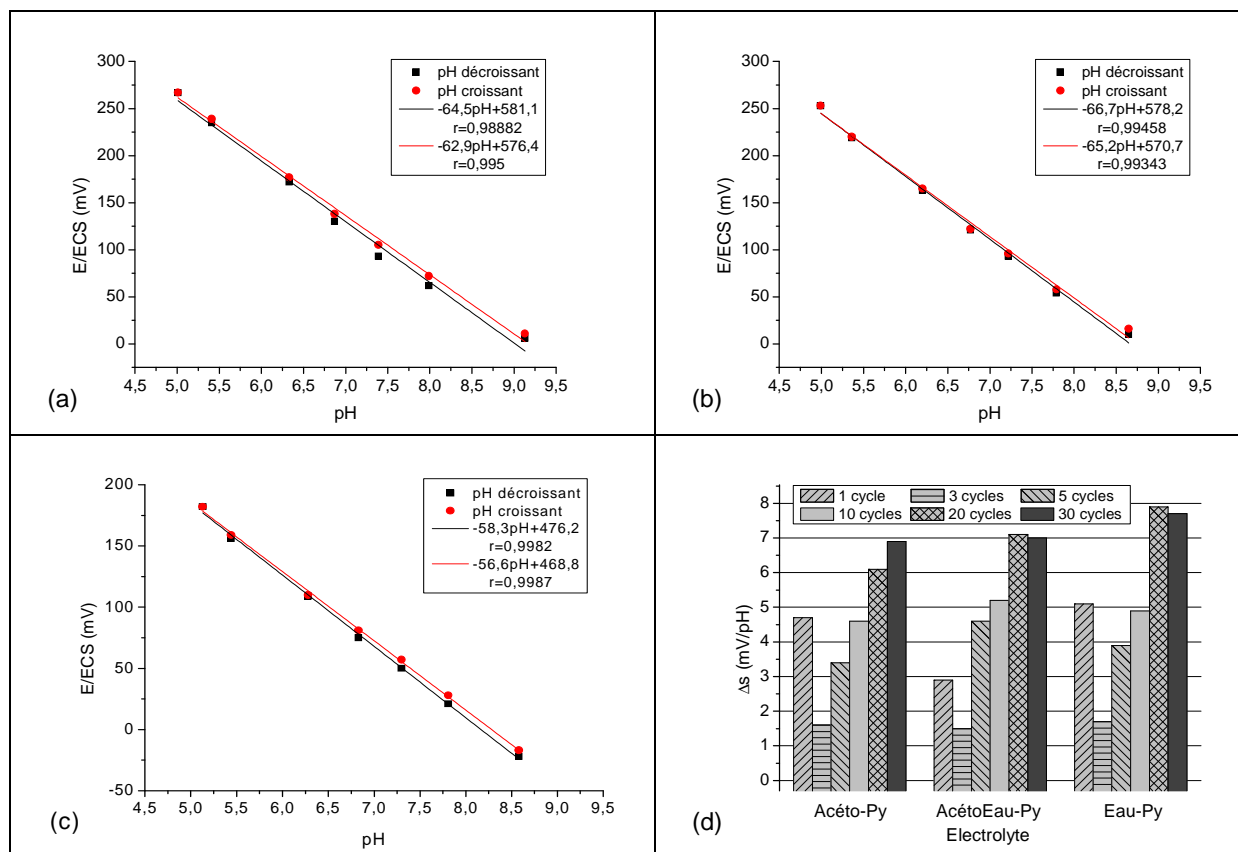 300
250
200
150
100
50
0
E/ECS (mV)
pH décroissant
pH croissant
-64,5pH+581,1
r=0,98882
-62,9pH+576,4
r=0,995
4,5 5,0 5,5 6,0 6,5 7,0 7,5 8,0 8,5 9,0 9,5
pH
(a)
300
250
200
150
100
50
0
E/ECS (mV)
pH décroissant
pH croissant
-66,7pH+578,2
r=0,99458
-65,2pH+570,7
r=0,99343
4,5 5,0 5,5 6,0 6,5 7,0 7,5 8,0 8,5 9,0 9,5
pH
(b)
200
150
100
50
0
-50
E/ECS (mV)
pH décroissant
pH croissant
-58,3pH+476,2
r=0,9982
-56,6pH+468,8
r=0,9987
4,5 5,0 5,5 6,0 6,5 7,0 7,5 8,0 8,5 9,0 9,5
pH
(c)
1 cycle 3 cycles 5 cycles
10 cycles 20 cycles 30 cycles
8
7
6
5
4
3
2
1
0
Δs (mV/pH)
Acéto-Py AcétoEau-Py Eau-Py
Electrolyte
(d)